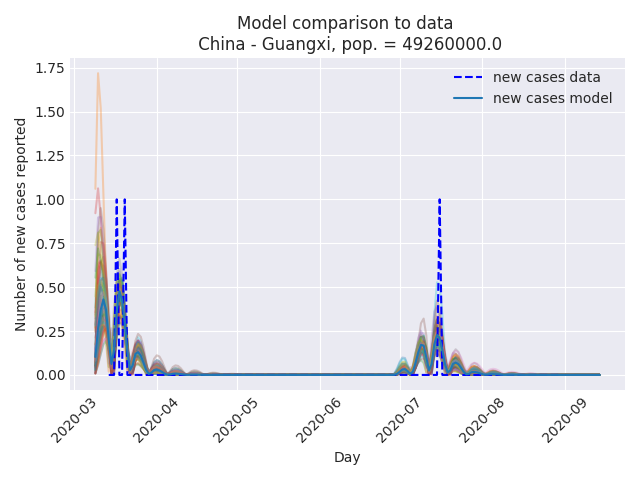 Model comparison to data
China - Guangxi, pop. = 49260000.0
new cases data
new cases model
Number of new cases reported
1.75
1.50
1.25
1.00
0.75
0.50
0.25
0.00
2020-03
2020-04
2020-05
2020-06
2020-07
2020-08
2020-09
Day